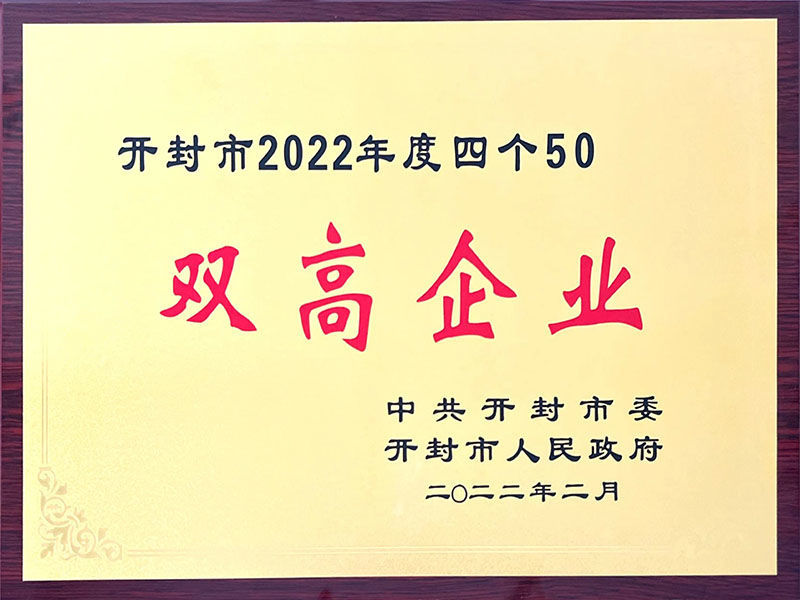 开封市2022年度四个50
双高企业
中共开封市委
开封市人民政府
二〇二二年二月